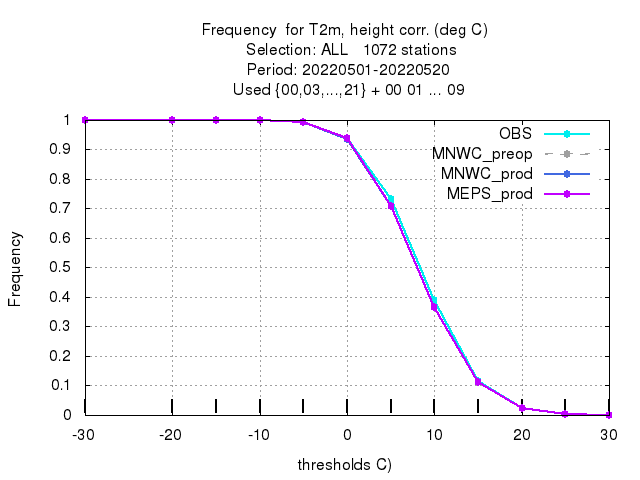 Frequency  for T2m, height corr. (deg C)
Selection: ALL   1072 stations
Period: 20220501-20220520
Used {00,03,...,21} + 00 01 ... 09
OBS
MNWC_preop
MNWC_prod
MEPS_prod
1
0.9
0.8
0.7
0.6
0.5
0.4
0.3
0.2
0.1
0
Frequency
-30 -20 -10 0 10 20 30
thresholds C)